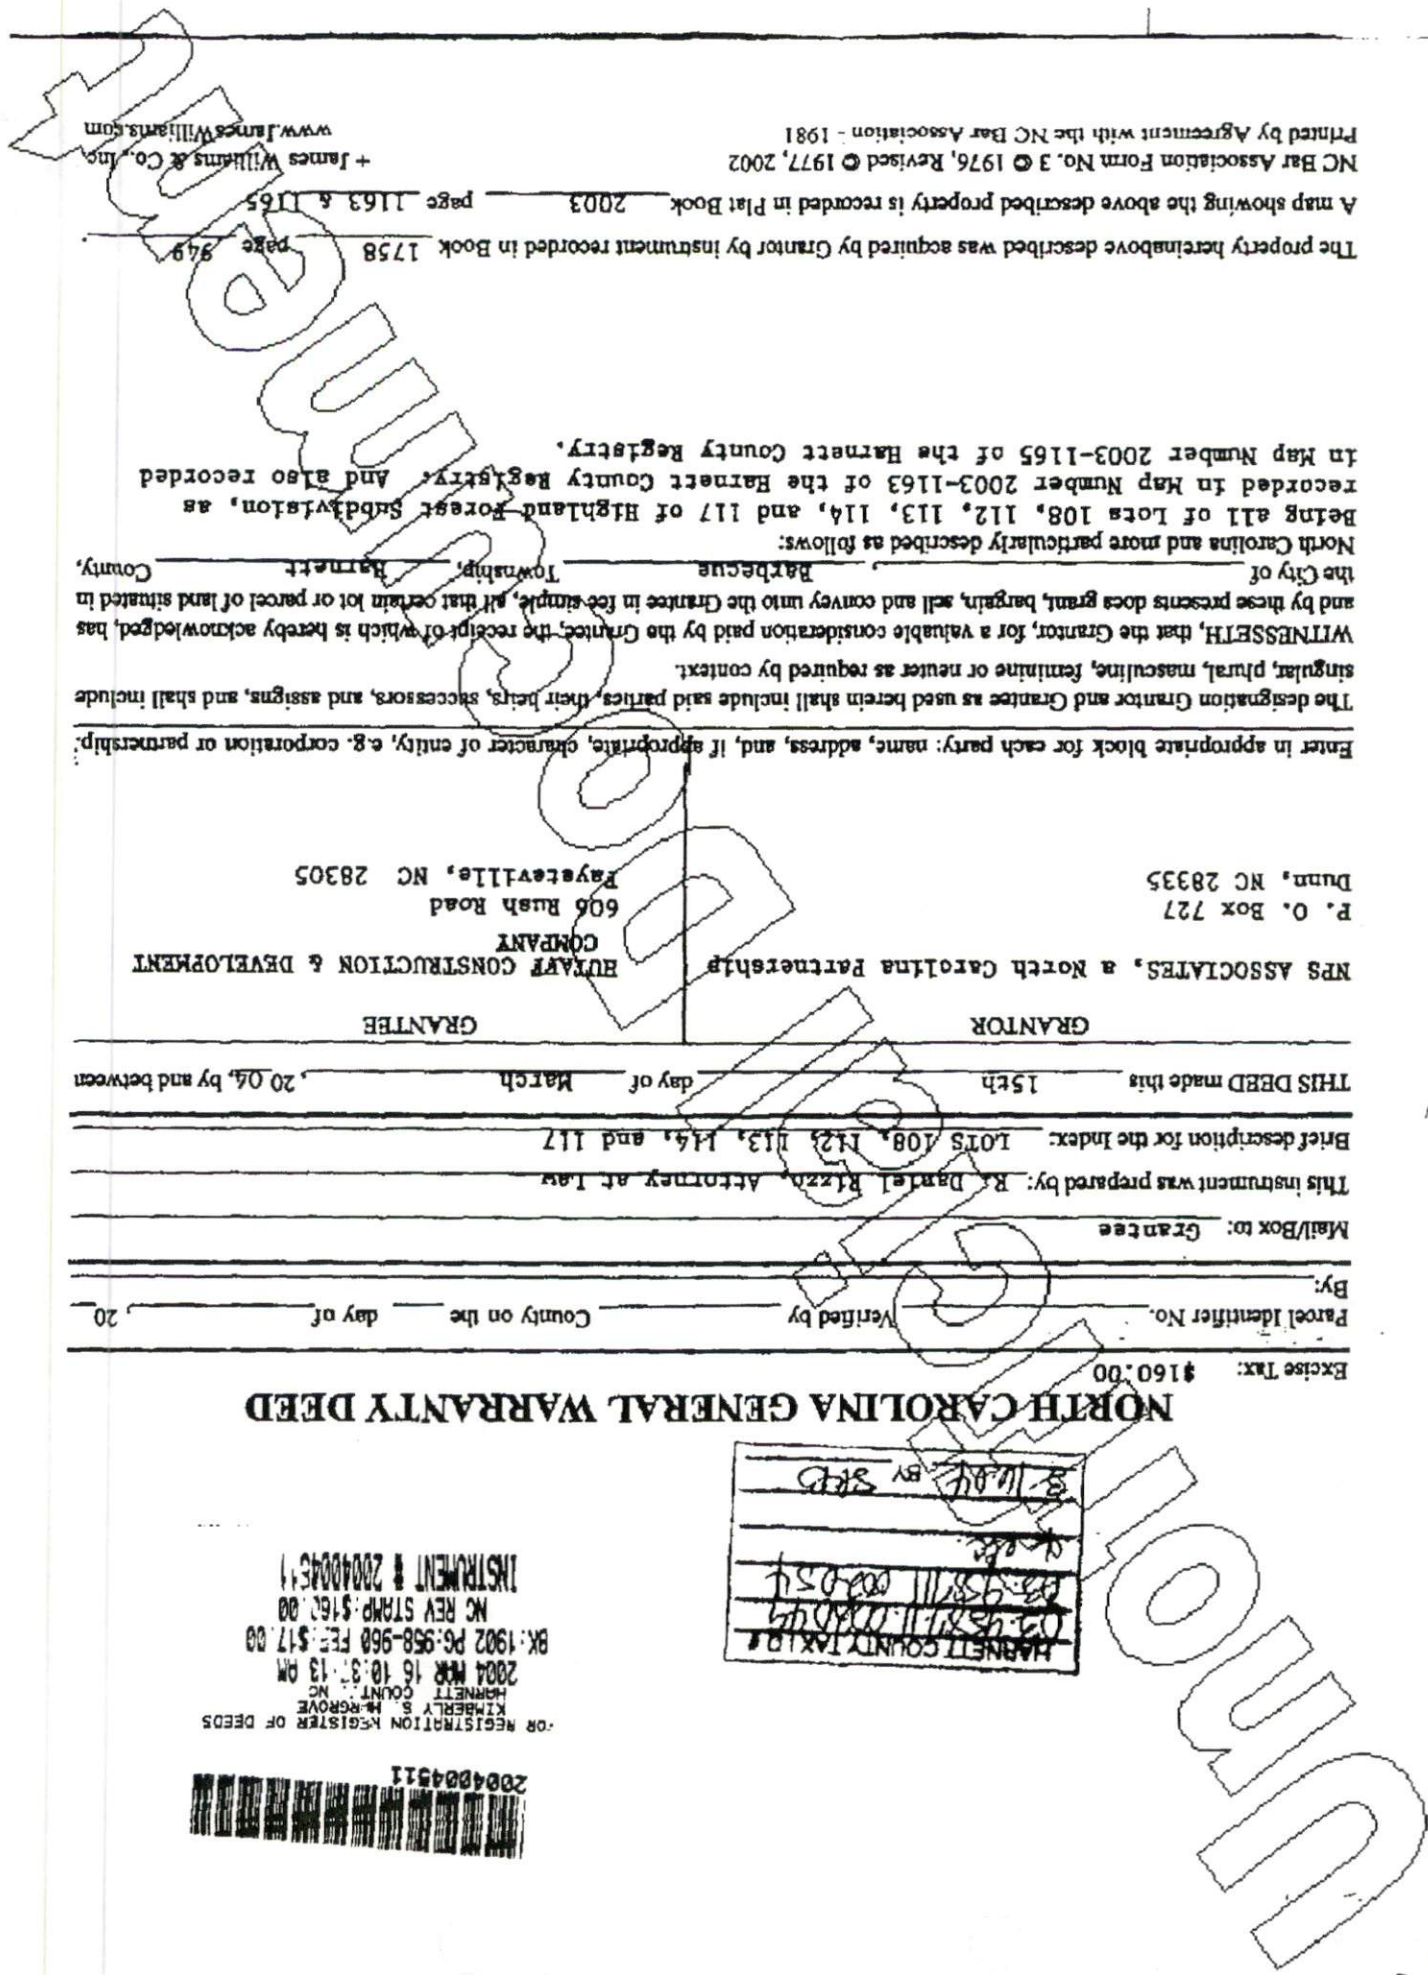 2004004511
FOR REGISTRATION REGISTER OF DEEDS
KIMBERLY S. HARGROVE
HARNETT COUNTY, NC
2004 MAR 16 10:37:13 AM
BK:1902 PG:958-960 FEE:$17.00
NC REV STAMP:$160.00
INSTRUMENT # 2004004511
HARNETT COUNTY TAX ID #
BY
NORTH CAROLINA GENERAL WARRANTY DEED
Excise Tax: $160.00
Parcel Identifier No. Verified by County on the day of , 20
By:
Mail/Box to: Grantee
This instrument was prepared by: R. Daniel Rizzo, Attorney at Law
Brief description for the Index: LOTS 108, 112, 113, 114, and 117
THIS DEED made this 15th day of March , 20 04, by and between
GRANTOR GRANTEE
NPS ASSOCIATES, a North Carolina Partnership
P. O. Box 727
Dunn, NC 28335
HUTAFF CONSTRUCTION & DEVELOPMENT
COMPANY
606 Rush Road
Fayeteville, NC 28305
Enter in appropriate block for each party: name, address, and, if appropriate, character of entity, e.g. corporation or partnership.
The designation Grantor and Grantee as used herein shall include said parties, their heirs, successors, and assigns, and shall include
singular, plural, masculine, feminine or neuter as required by context.
WITNESSETH, that the Grantor, for a valuable consideration paid by the Grantee, the receipt of which is hereby acknowledged, has
and by these presents does grant, bargain, sell and convey unto the Grantee in fee simple, all that certain lot or parcel of land situated in
the City of , Barbecue Township, Harnett County,
North Carolina and more particularly described as follows:
Being all of Lots 108, 112, 113, 114, and 117 of Highland Forest Subdivision, as
recorded in Map Number 2003-1163 of the Harnett County Registry. And also recorded
in Map Number 2003-1165 of the Harnett County Registry.
The property hereinabove described was acquired by Grantor by instrument recorded in Book 1758 page 949 .
A map showing the above described property is recorded in Plat Book 2003 page 1163 & 1165
NC Bar Association Form No. 3 © 1976, Revised © 1977, 2002
Printed by Agreement with the NC Bar Association - 1981
+ James Williams & Co., Inc.
www.JamesWilliams.com
Unofficial Document